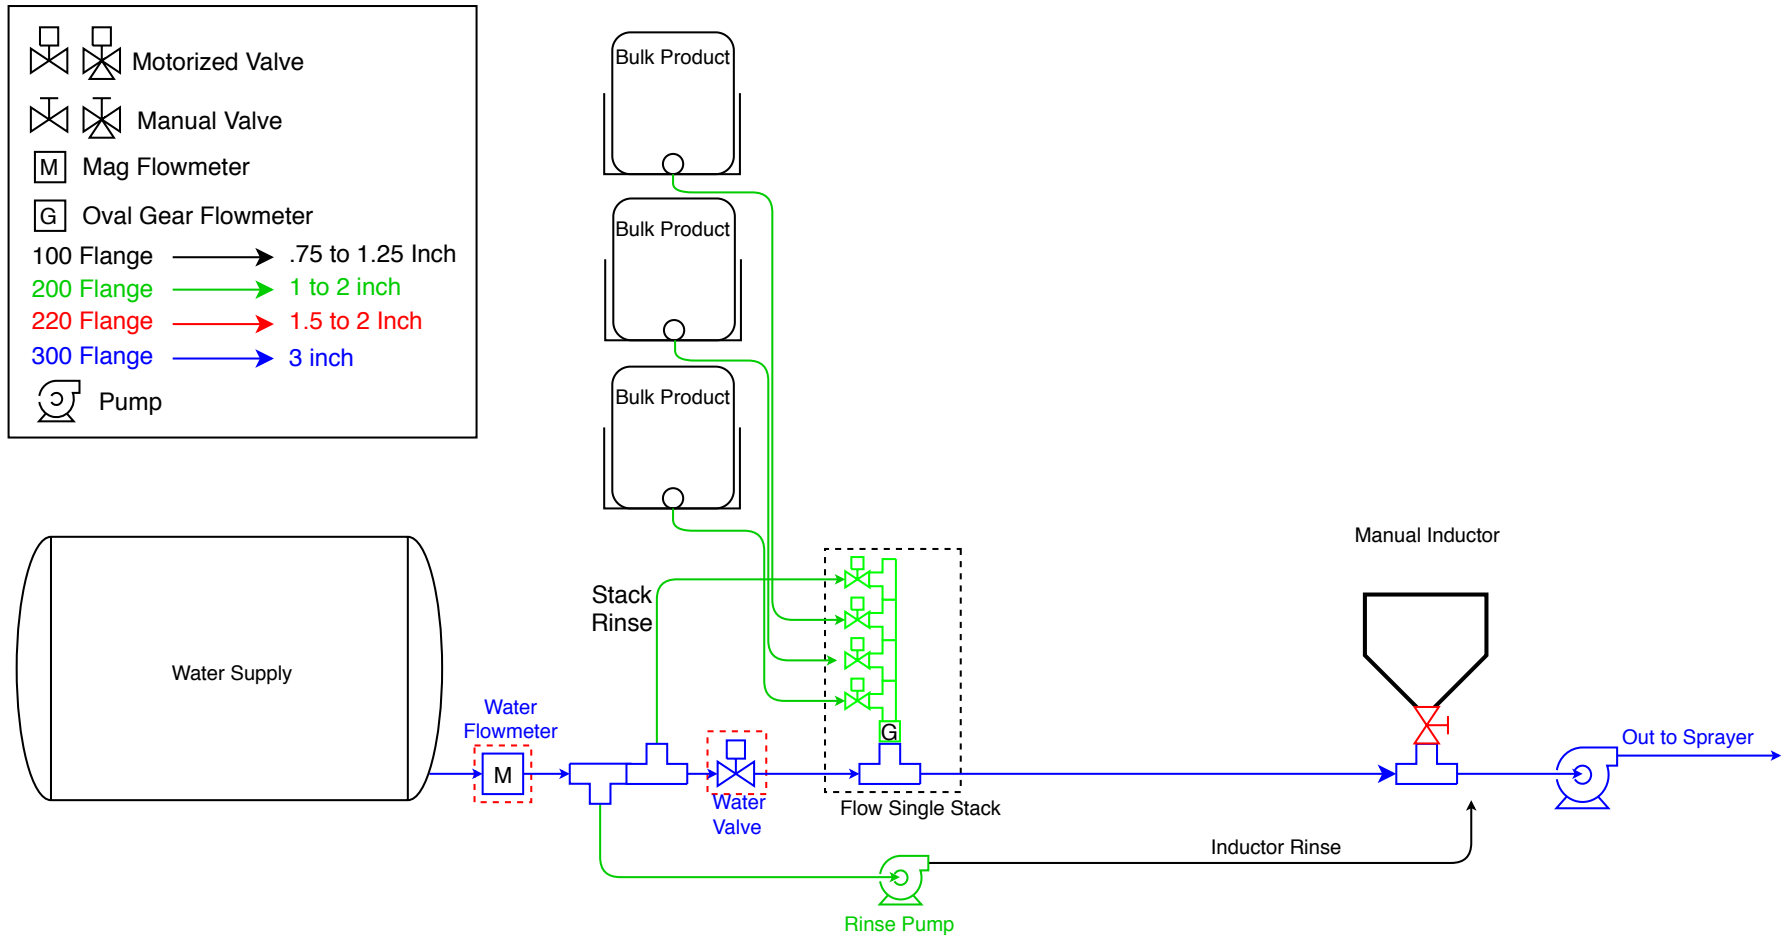 Motorized Valve
Manual Valve
M Mag Flowmeter
G Oval Gear Flowmeter
100 Flange .75 to 1.25 Inch
200 Flange 1 to 2 inch
220 Flange 1.5 to 2 Inch
300 Flange 3 inch
Pump
Bulk Product
Bulk Product
Bulk Product
Stack
Rinse
Manual Inductor
Water Supply
Water
Flowmeter
M
G
Out to Sprayer
Water
Valve
Flow Single Stack
Inductor Rinse
Rinse Pump